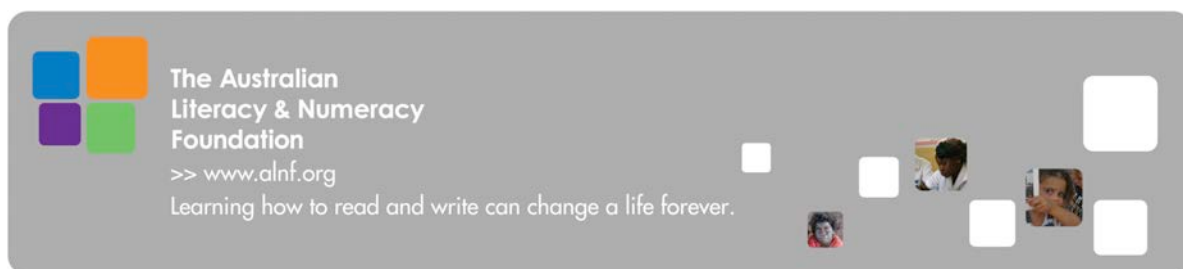 The Australian
Literacy & Numeracy
Foundation
>> www.alnf.org
Learning how to read and write can change a life forever.